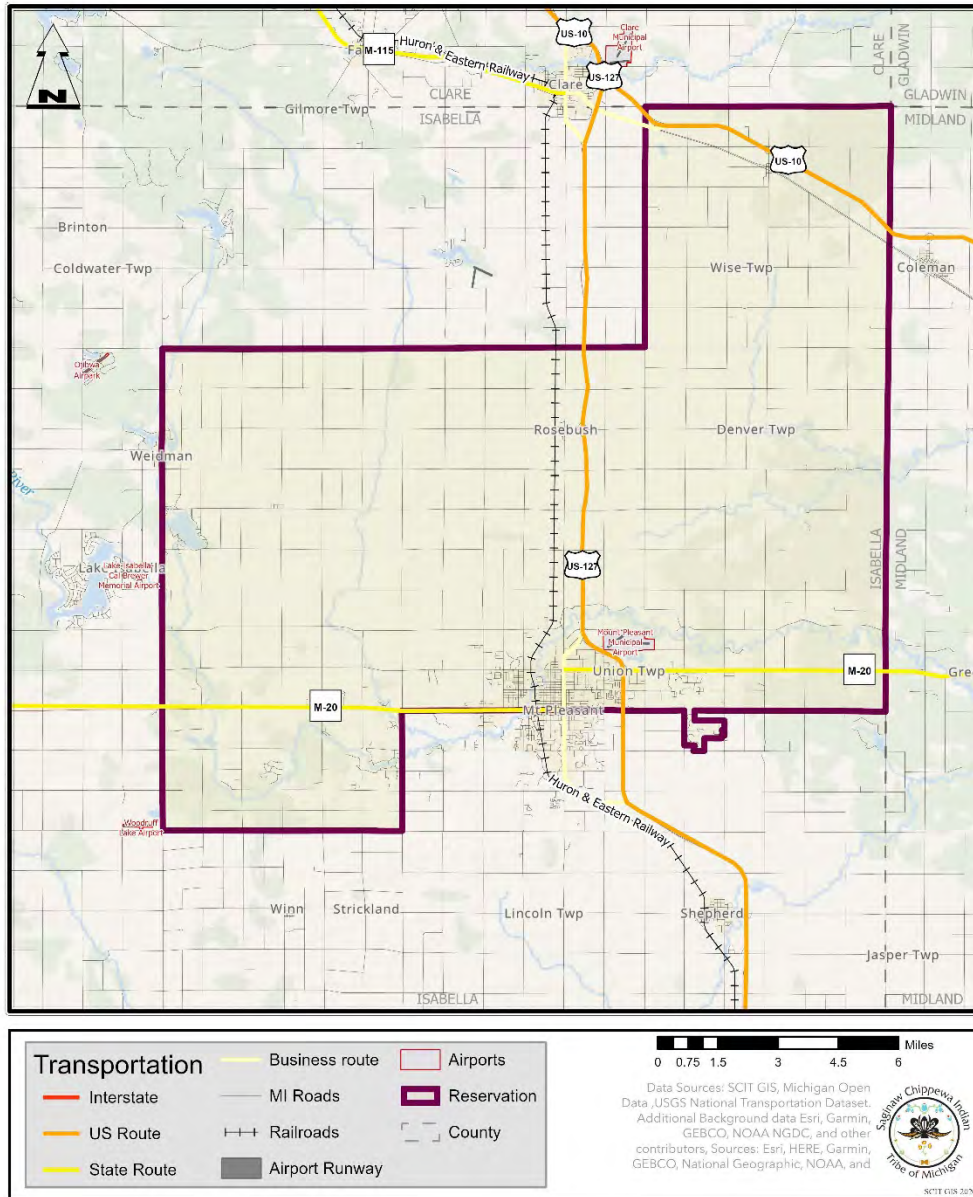 N
M-115
Huron & Eastern Railway
US-10
Clare
Municipal
Airport
US-127
Clare
CLARE
ISABELLA
Gilmore Twp
CLARE
GLADWIN
GLADWIN
MIDLAND
US-10
Brinton
Coldwater Twp
Wise Twp
Coleman
Airpark
Rosebush
Denver Twp
Weidman
River
US-127
ISABELLA
MIDLAND
Lake Isabella
Cal Brewer
Memorial Airport
Mount Pleasant
Municipal
Airport
Union Twp
M-20
Gre
M-20
Mt Pleasant
Huron & Eastern Railway
Woodruff
Lake Airport
Winn
Strickland
Lincoln Twp
Shepherd
Jasper Twp
ISABELLA
MIDLAND
Transportation
Interstate
US Route
State Route
Business route
MI Roads
Railroads
Airport Runway
Airports
Reservation
County
Miles
0 0.75 1.5 3 4.5 6
Data Sources: SCIT GIS, Michigan Open
Data ,USGS National Transportation Dataset.
Additional Background data Esri, Garmin,
GEBCO, NOAA NGDC, and other
contributors, Sources: Esri, HERE, Garmin,
GEBCO, National Geographic, NOAA, and
Saginaw Chippewa Indian
Tribe of Michigan
SCIT GIS